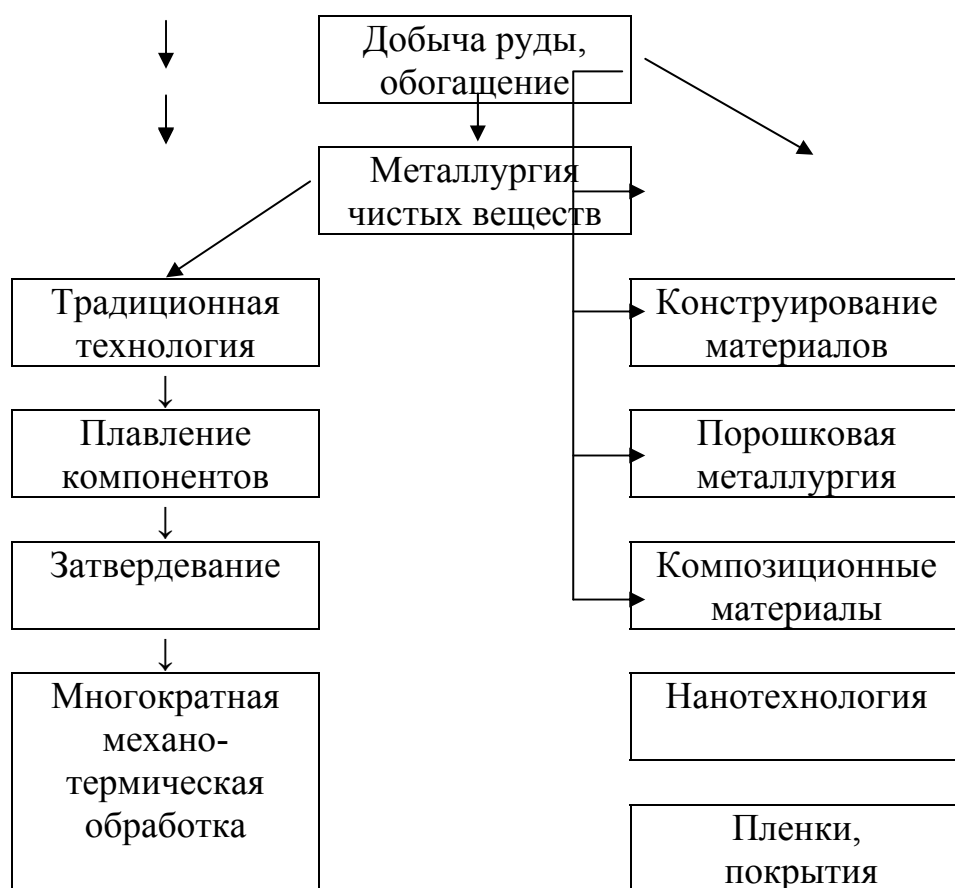 Добыча руды,
обогащение
Металлургия
чистых веществ
Традиционная
технология
Плавление
компонентов
Затвердевание
Многократная
механо-
термическая
обработка
Конструирование
материалов
Порошковая
металлургия
Композиционные
материалы
Нанотехнология
Пленки,
покрытия